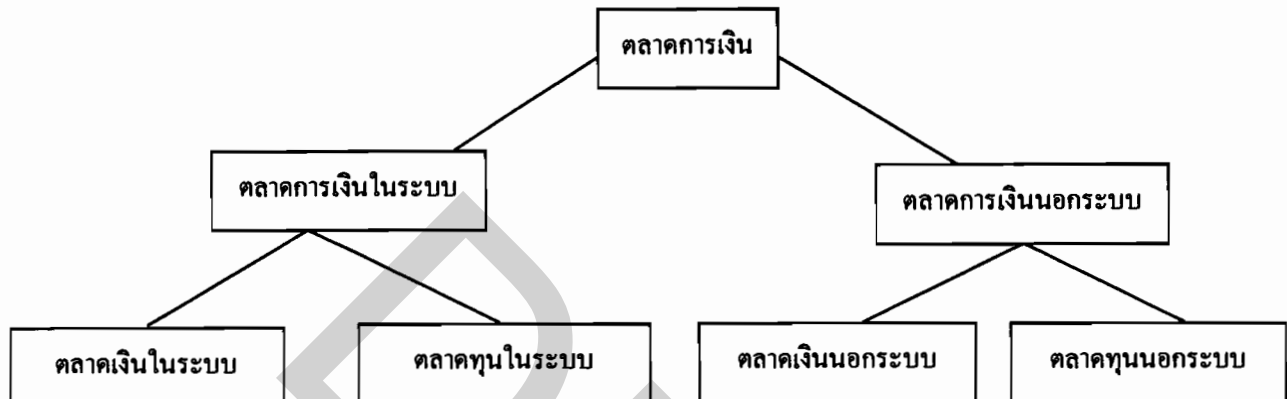 ตลาดการเงิน
ตลาดการเงินในระบบ
ตลาดการเงินนอกระบบ
ตลาดเงินในระบบ
ตลาดทุนในระบบ
ตลาดเงินนอกระบบ
ตลาดทุนนอกระบบ